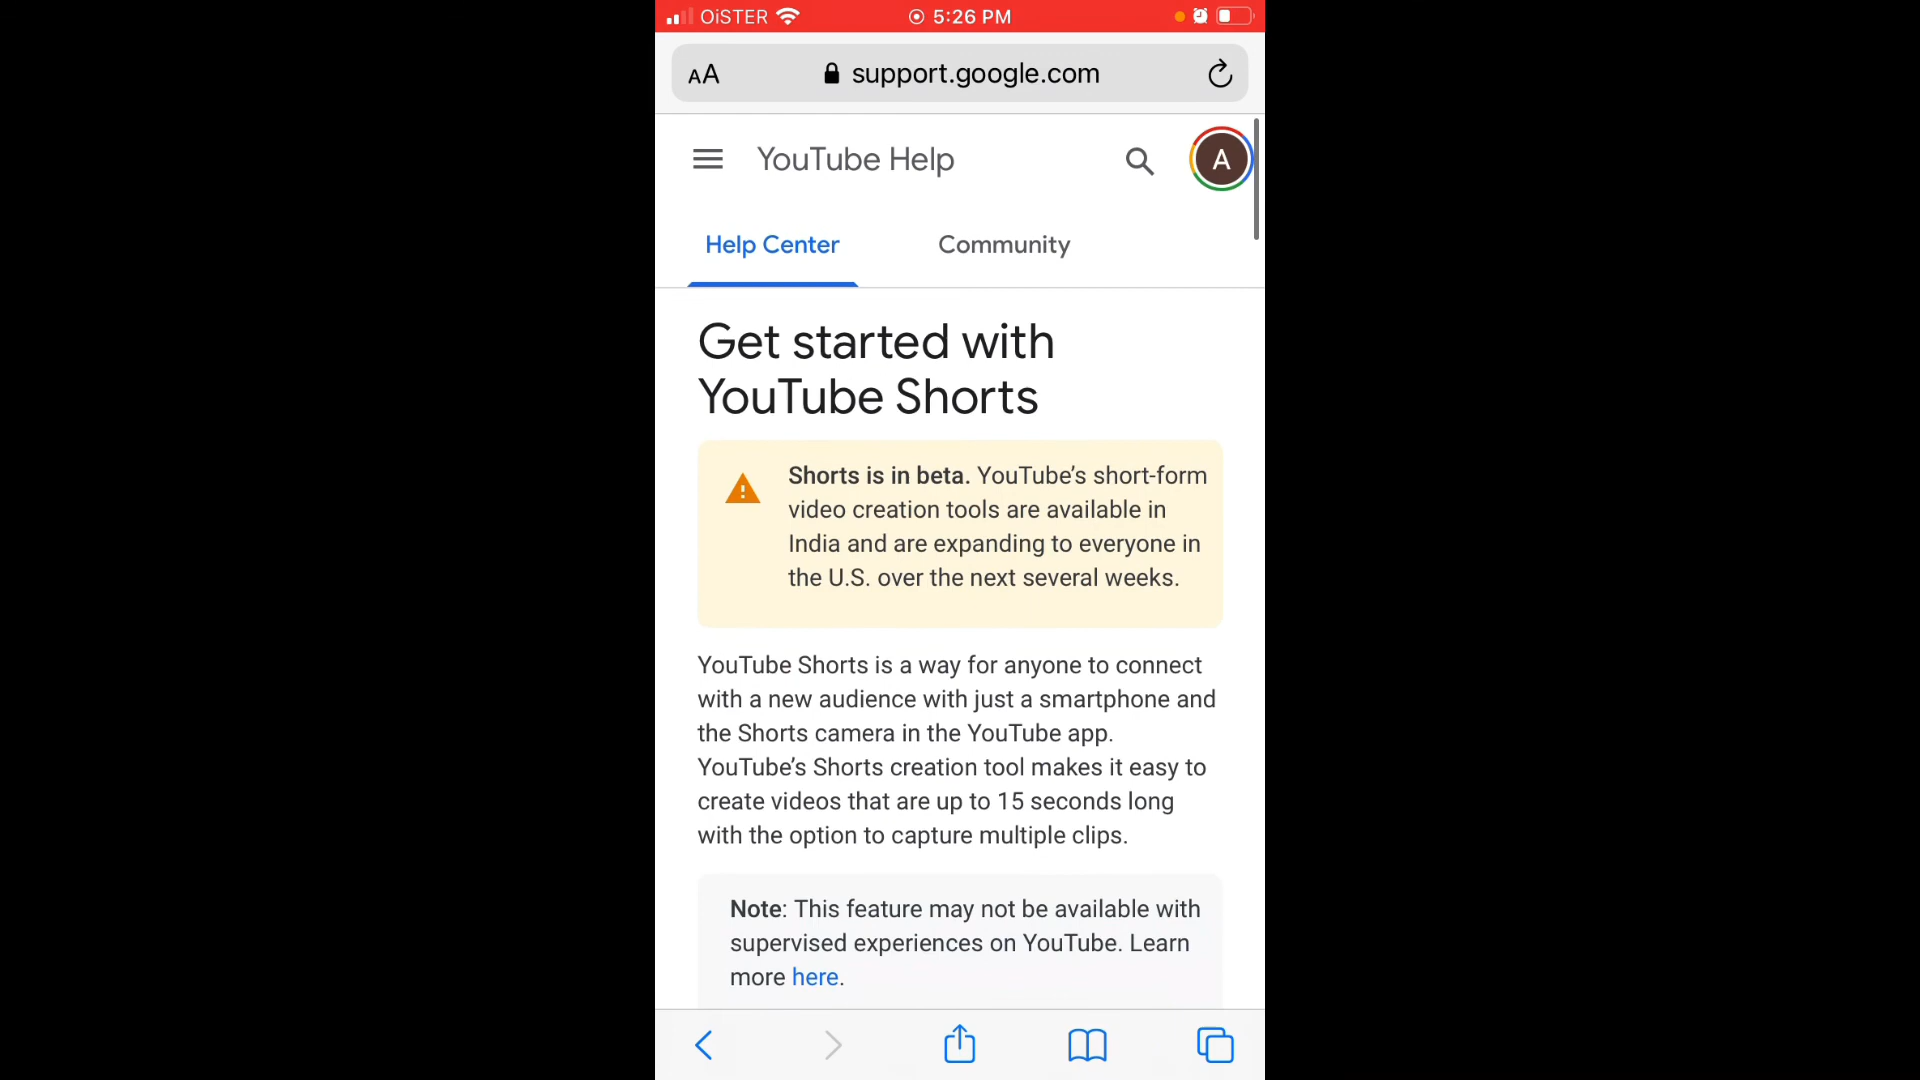 OiSTER 5:26 PM
AA support.google.com
YouTube Help A
Help Center Community
Get started with
YouTube Shorts
Shorts is in beta. YouTube’s short-form
video creation tools are available in
India and are expanding to everyone in
the U.S. over the next several weeks.
YouTube Shorts is a way for anyone to connect
with a new audience with just a smartphone and
the Shorts camera in the YouTube app.
YouTube’s Shorts creation tool makes it easy to
create videos that are up to 15 seconds long
with the option to capture multiple clips.
Note: This feature may not be available with
supervised experiences on YouTube. Learn
more here.